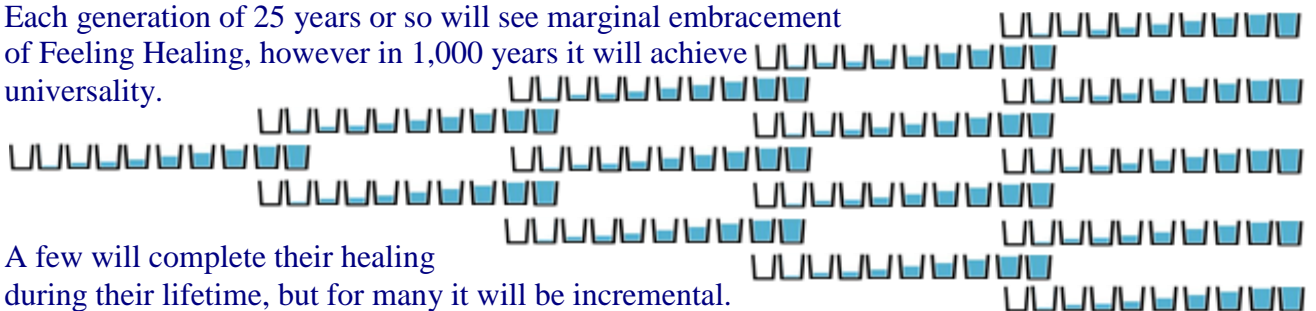 Each generation of 25 years or so will see marginal embracement
of Feeling Healing, however in 1,000 years it will achieve
universality.
A few will complete their healing
during their lifetime, but for many it will be incremental.